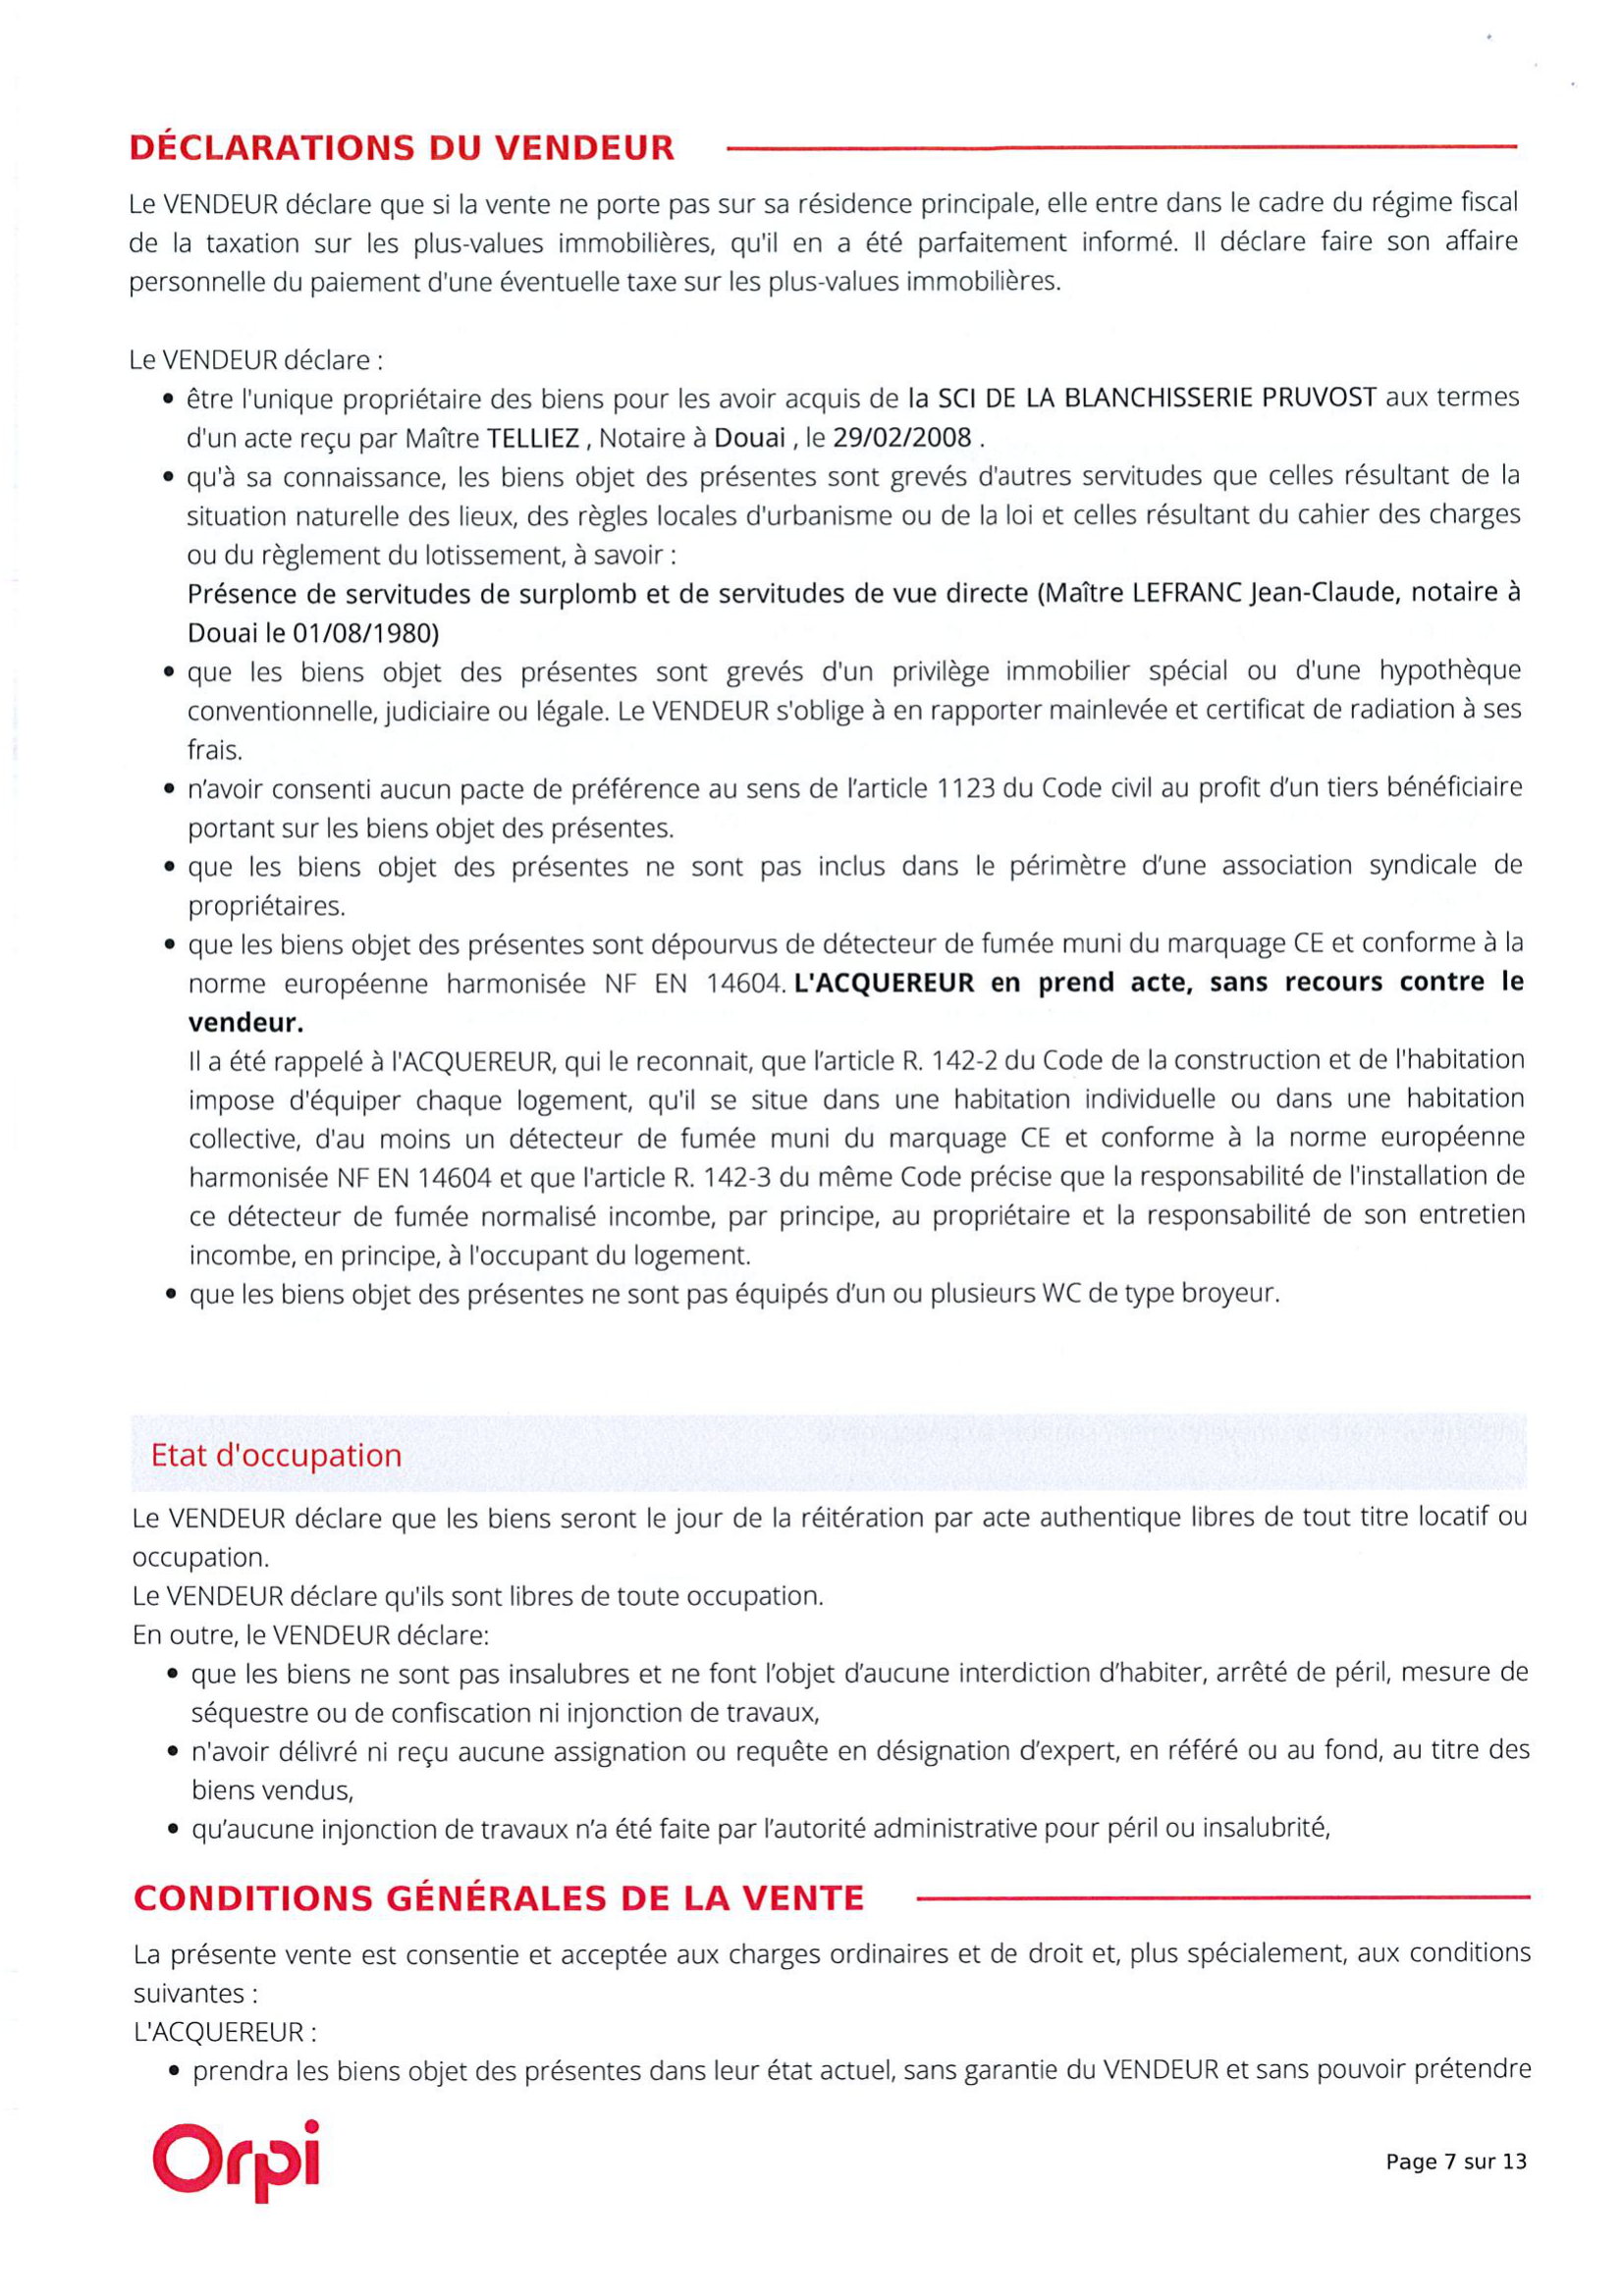 DÉCLARATIONS DU VENDEUR
Le VENDEUR déclare que si la vente ne porte pas sur sa résidence principale, elle entre dans le cadre du régime fiscal
de la taxation sur les plus-values immobilières, qu'il en a été parfaitement informé. Il déclare faire son affaire
personnelle du paiement d'une éventuelle taxe sur les plus-values immobilières.
Le VENDEUR déclare :
• être l'unique propriétaire des biens pour les avoir acquis de la SCI DE LA BLANCHISSERIE PRUVOST aux termes
d'un acte reçu par Maître TELLIEZ , Notaire à Douai , le 29/02/2008 .
• qu'à sa connaissance, les biens objet des présentes sont grevés d'autres servitudes que celles résultant de la
situation naturelle des lieux, des règles locales d'urbanisme ou de la loi et celles résultant du cahier des charges
ou du règlement du lotissement, à savoir :
Présence de servitudes de surplomb et de servitudes de vue directe (Maître LEFRANC Jean-Claude, notaire à
Douai le 01/08/1980)
• que les biens objet des présentes sont grevés d'un privilège immobilier spécial ou d'une hypothèque
conventionnelle, judiciaire ou légale. Le VENDEUR s'oblige à en rapporter mainlevée et certificat de radiation à ses
frais.
• n’avoir consenti aucun pacte de préférence au sens de l’article 1123 du Code civil au profit d’un tiers bénéficiaire
portant sur les biens objet des présentes.
• que les biens objet des présentes ne sont pas inclus dans le périmètre d’une association syndicale de
propriétaires.
• que les biens objet des présentes sont dépourvus de détecteur de fumée muni du marquage CE et conforme à la
norme européenne harmonisée NF EN 14604. L'ACQUEREUR en prend acte, sans recours contre le
vendeur.
Il a été rappelé à l'ACQUEREUR, qui le reconnait, que l’article R. 142-2 du Code de la construction et de l'habitation
impose d'équiper chaque logement, qu'il se situe dans une habitation individuelle ou dans une habitation
collective, d'au moins un détecteur de fumée muni du marquage CE et conforme à la norme européenne
harmonisée NF EN 14604 et que l'article R. 142-3 du même Code précise que la responsabilité de l'installation de
ce détecteur de fumée normalisé incombe, par principe, au propriétaire et la responsabilité de son entretien
incombe, en principe, à l'occupant du logement.
• que les biens objet des présentes ne sont pas équipés d’un ou plusieurs WC de type broyeur.
Etat d'occupation
Le VENDEUR déclare que les biens seront le jour de la réitération par acte authentique libres de tout titre locatif ou
occupation.
Le VENDEUR déclare qu'ils sont libres de toute occupation.
En outre, le VENDEUR déclare:
• que les biens ne sont pas insalubres et ne font l’objet d’aucune interdiction d’habiter, arrêté de péril, mesure de
séquestre ou de confiscation ni injonction de travaux,
• n'avoir délivré ni reçu aucune assignation ou requête en désignation d’expert, en référé ou au fond, au titre des
biens vendus,
• qu’aucune injonction de travaux n’a été faite par l’autorité administrative pour péril ou insalubrité,
CONDITIONS GÉNÉRALES DE LA VENTE
La présente vente est consentie et acceptée aux charges ordinaires et de droit et, plus spécialement, aux conditions
suivantes :
L'ACQUEREUR :
• prendra les biens objet des présentes dans leur état actuel, sans garantie du VENDEUR et sans pouvoir prétendre
Orpi
Page 7 sur 13